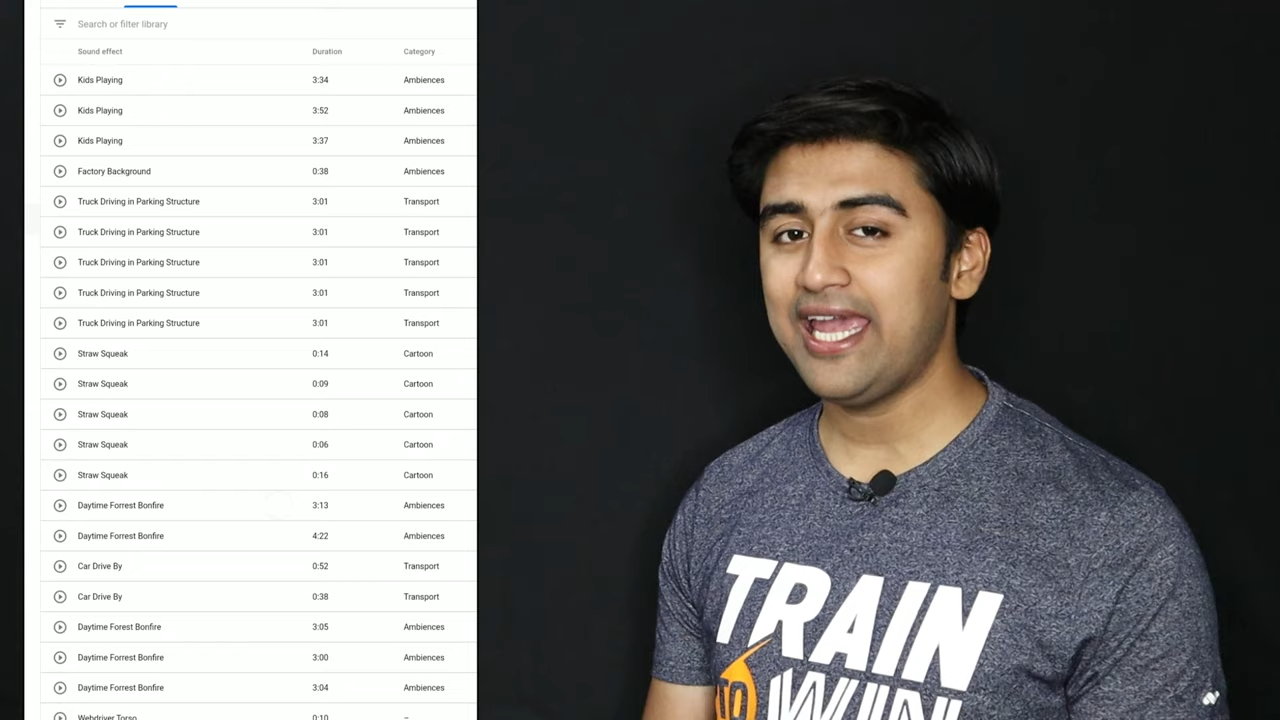 Search or filter library
Sound effect Duration Category
Kids Playing 3:34 Ambiences
Kids Playing 3:52 Ambiences
Kids Playing 3:37 Ambiences
Factory Background 0:38 Ambiences
Truck Driving in Parking Structure 3:01 Transport
Truck Driving in Parking Structure 3:01 Transport
Truck Driving in Parking Structure 3:01 Transport
Truck Driving in Parking Structure 3:01 Transport
Truck Driving in Parking Structure 3:01 Transport
Straw Squeak 0:14 Cartoon
Straw Squeak 0:09 Cartoon
Straw Squeak 0:08 Cartoon
Straw Squeak 0:06 Cartoon
Straw Squeak 0:16 Cartoon
Daytime Forrest Bonfire 3:13 Ambiences
Daytime Forrest Bonfire 4:22 Ambiences
Car Drive By 0:52 Transport
Car Drive By 0:38 Transport
Daytime Forest Bonfire 3:05 Ambiences
Daytime Forrest Bonfire 3:00 Ambiences
Daytime Forrest Bonfire 3:04 Ambiences
Webdriver Torso 0:10 –
TRAIN
TO WIN